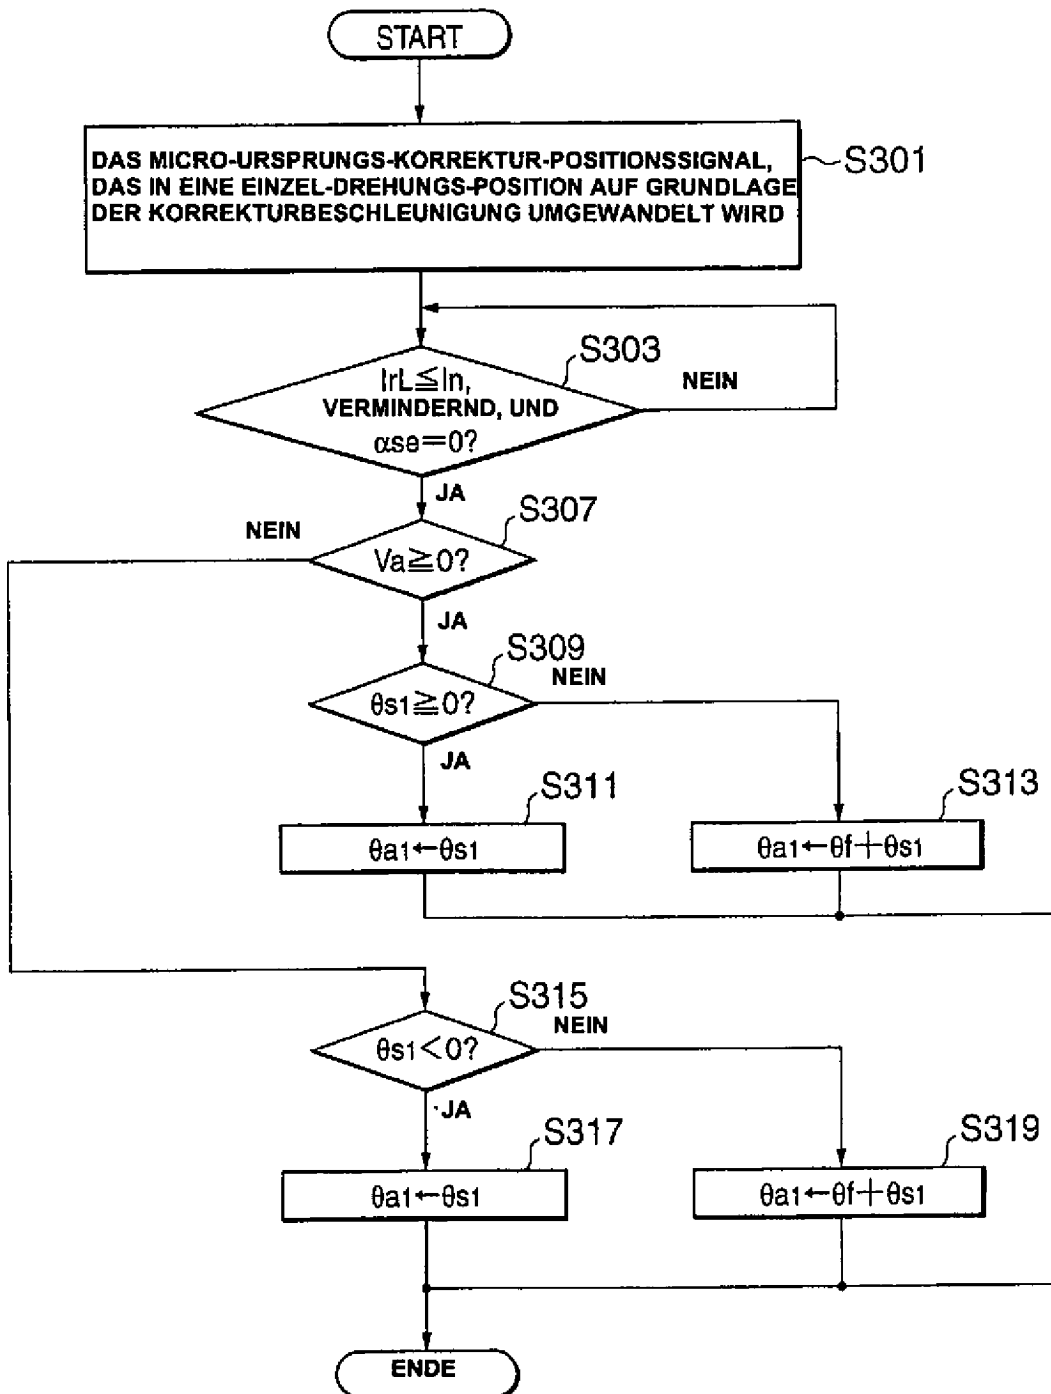 START
DAS MICRO-URSPRUNGS-KORREKTUR-POSITIONSSIGNAL,
DAS IN EINE EINZEL-DREHUNGS-POSITION AUF GRUNDLAGE
DER KORREKTURBESCHLEUNIGUNG UMGEWANDELT WIRD
S301
S303
IrL≦In,
VERMINDERND, UND
αse=0?
NEIN
JA
S307
NEIN
Va≧0?
JA
S309
NEIN
θs1≧0?
JA
S311
θa1←θs1
S313
θa1←θf+θs1
S315
NEIN
θs1<0?
JA
S317
θa1←θs1
S319
θa1←θf+θs1
ENDE